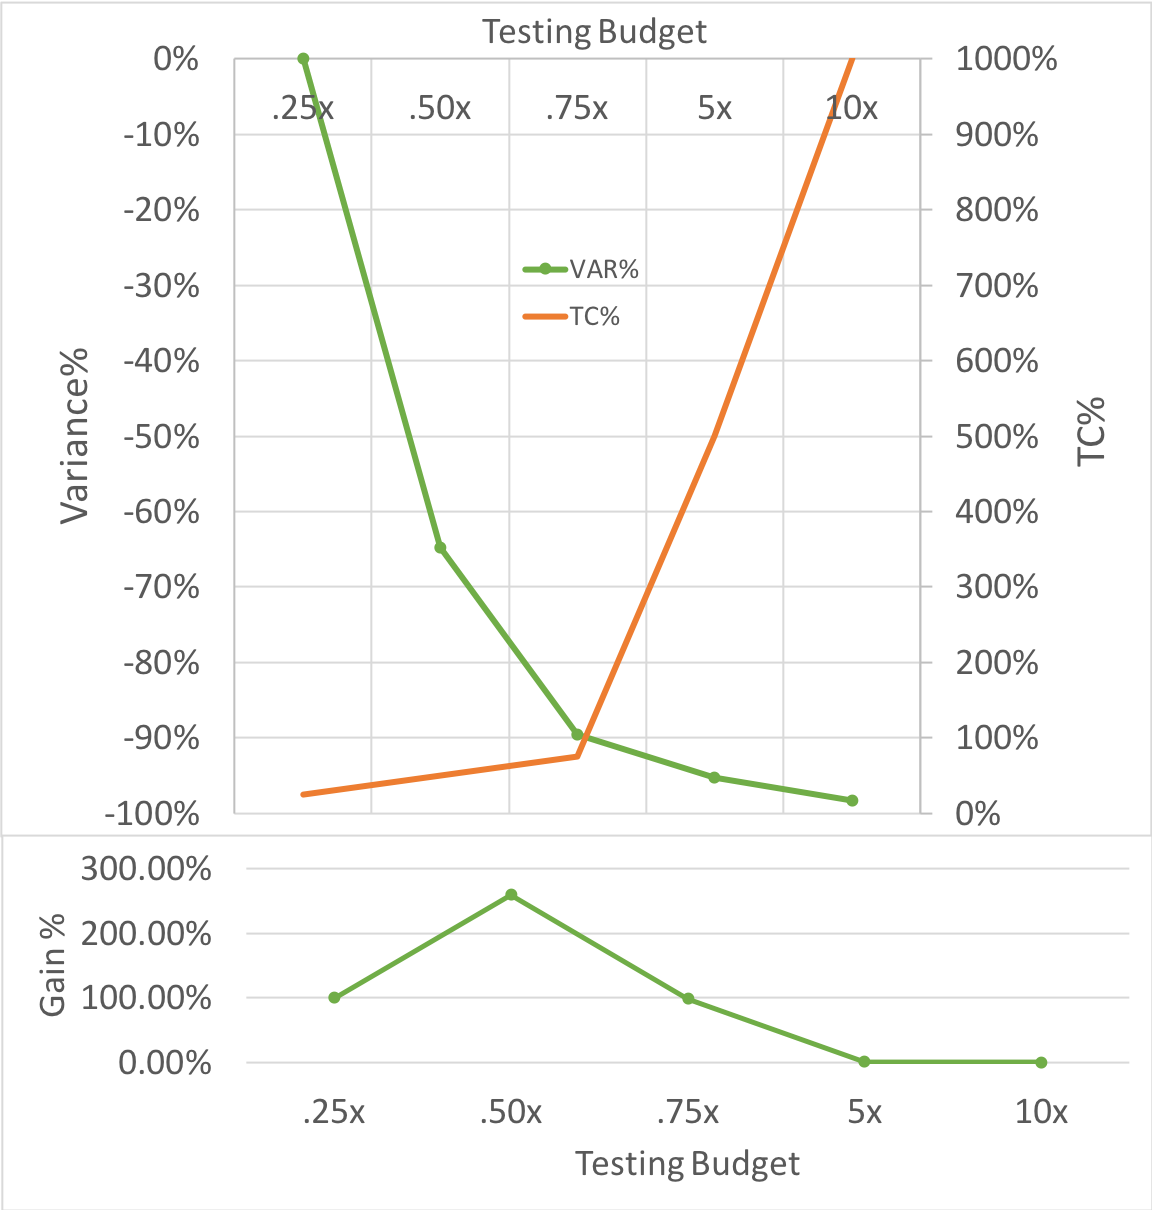 Testing Budget
0%
-10%
-20%
-30%
-40%
-50%
-60%
-70%
-80%
-90%
-100%
Variance%
.25x .50x .75x 5x 10x
VAR%
TC%
1000%
900%
800%
700%
600%
500%
400%
300%
200%
100%
0%
TC%
300.00%
200.00%
100.00%
0.00%
Gain %
.25x .50x .75x 5x 10x
Testing Budget